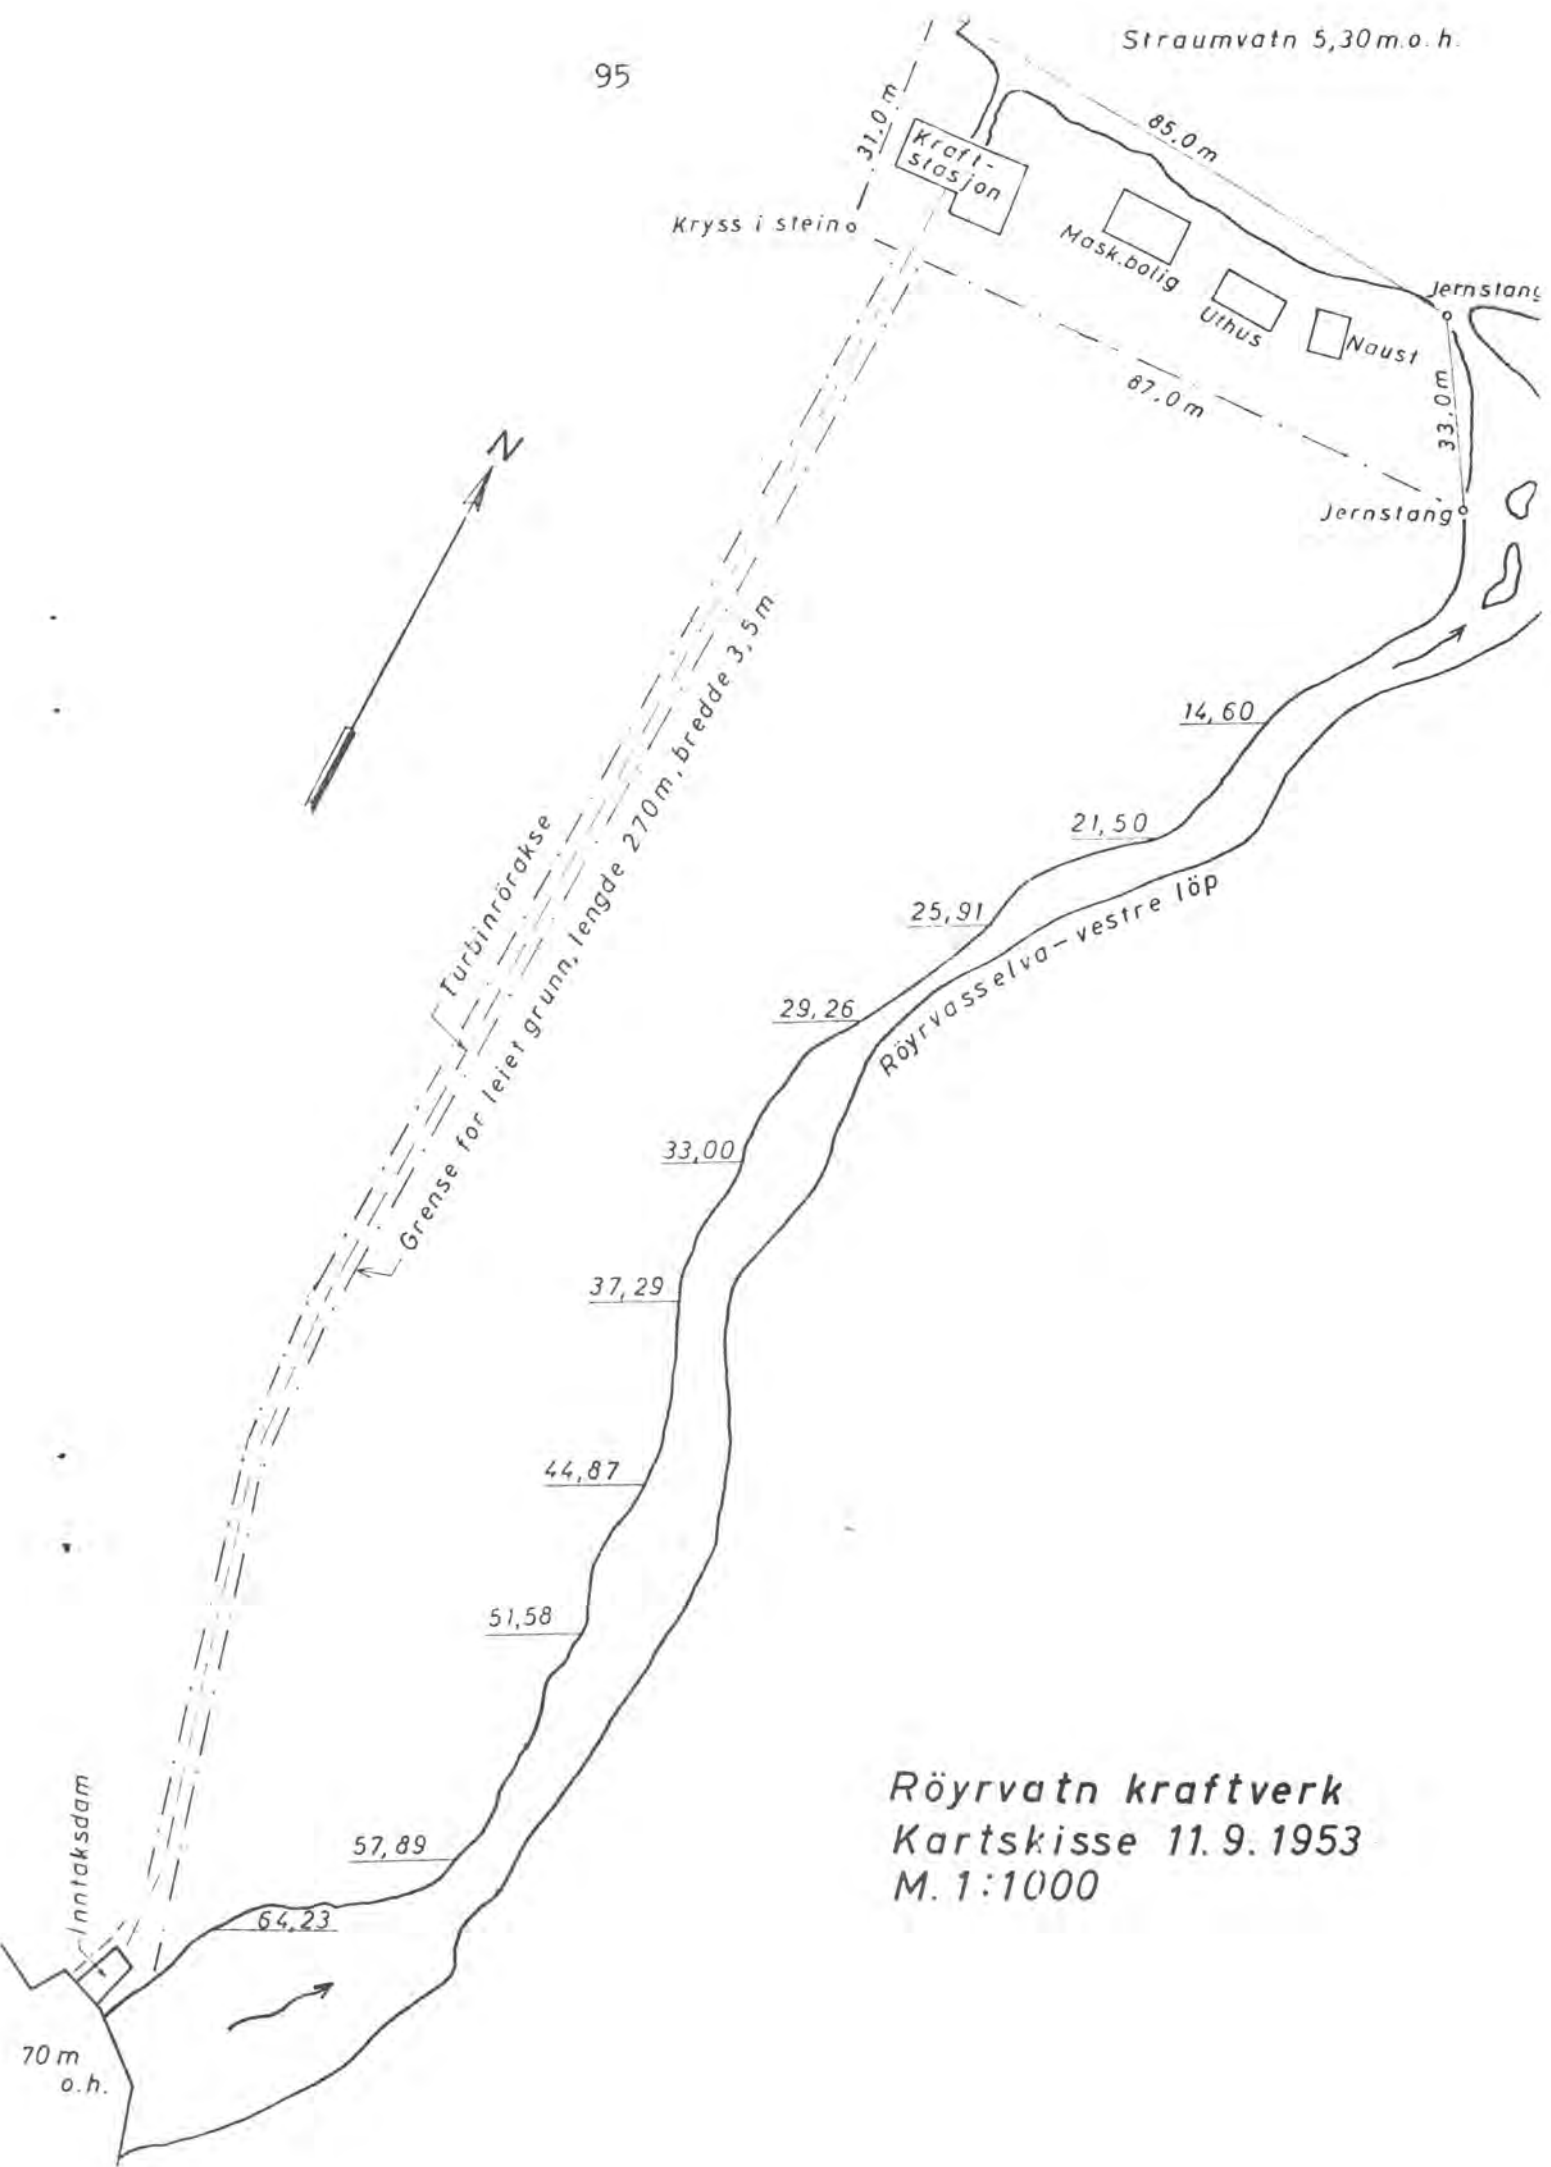 Straumvatn 5,30 m.o.h.
95
31.0 m
85.0 m
Kraft-
stasjon
Kryss i stein
Mask.bolig
Uthus
Naust
Jernstang
87.0 m
33.0 m
Jernstang
N
14,60
21,50
25,91
29,26
33,00
37,29
44,87
51,58
57,89
64,23
Turbinrörakse
Grense for leiet grunn, lengde 270m, bredde 3,5m
Röyrvasselva – vestre löp
Inntaksdam
70 m
o.h.
Röyrvatn kraftverk
Kartskisse 11.9.1953
M. 1:1000